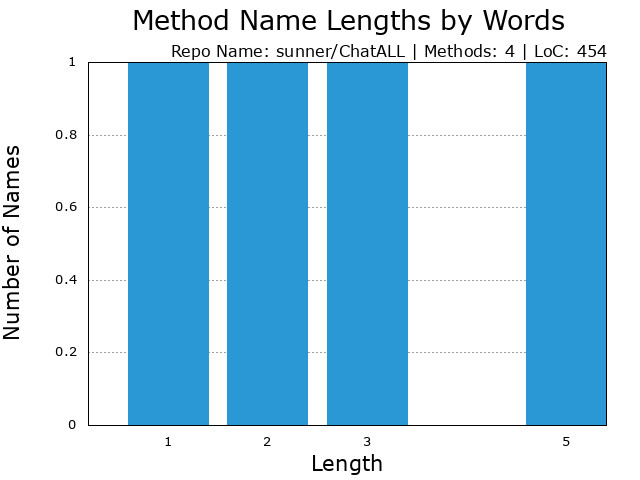 Method Name Lengths by Words
Repo Name: sunner/ChatALL | Methods: 4 | LoC: 454
Number of Names
1
0.8
0.6
0.4
0.2
0
1 2 3 5
Length